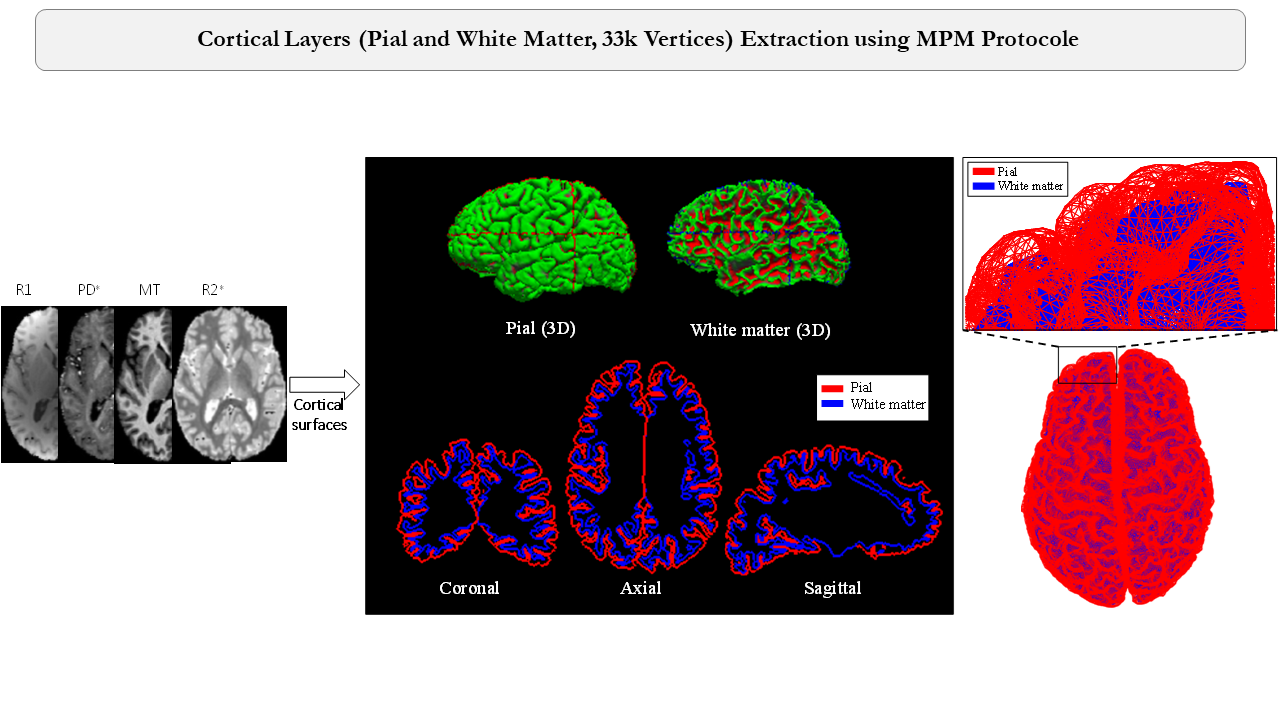 Cortical Layers (Pial and White Matter, 33k Vertices) Extraction using MPM Protocole
R1 PD* MT R2*
Cortical
surfaces
Pial (3D)
White matter (3D)
Pial
White matter
Coronal
Axial
Sagittal
Pial
White matter